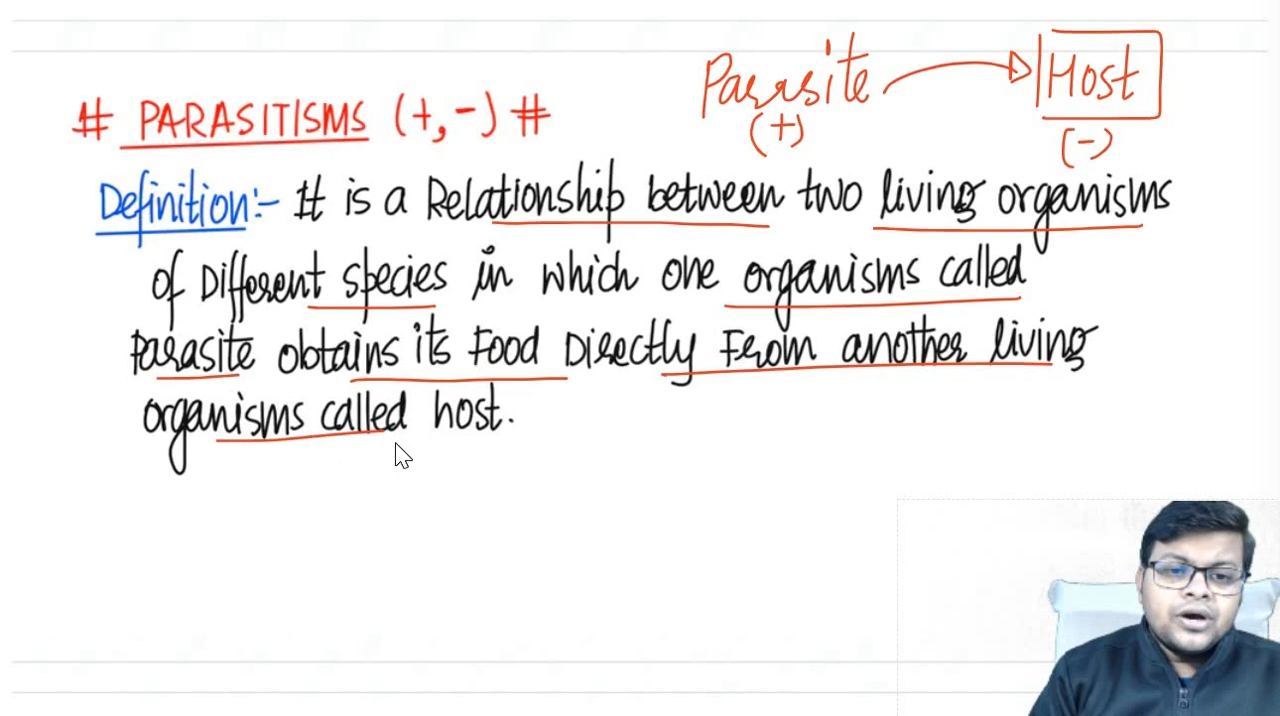 Parasite → Host
(+) (-)
# PARASITISMS (+,-) #
Definition:- It is a Relationship between two living organisms
of Different species in which one organisms called
Parasite obtains its Food Directly From another living
organisms called host.